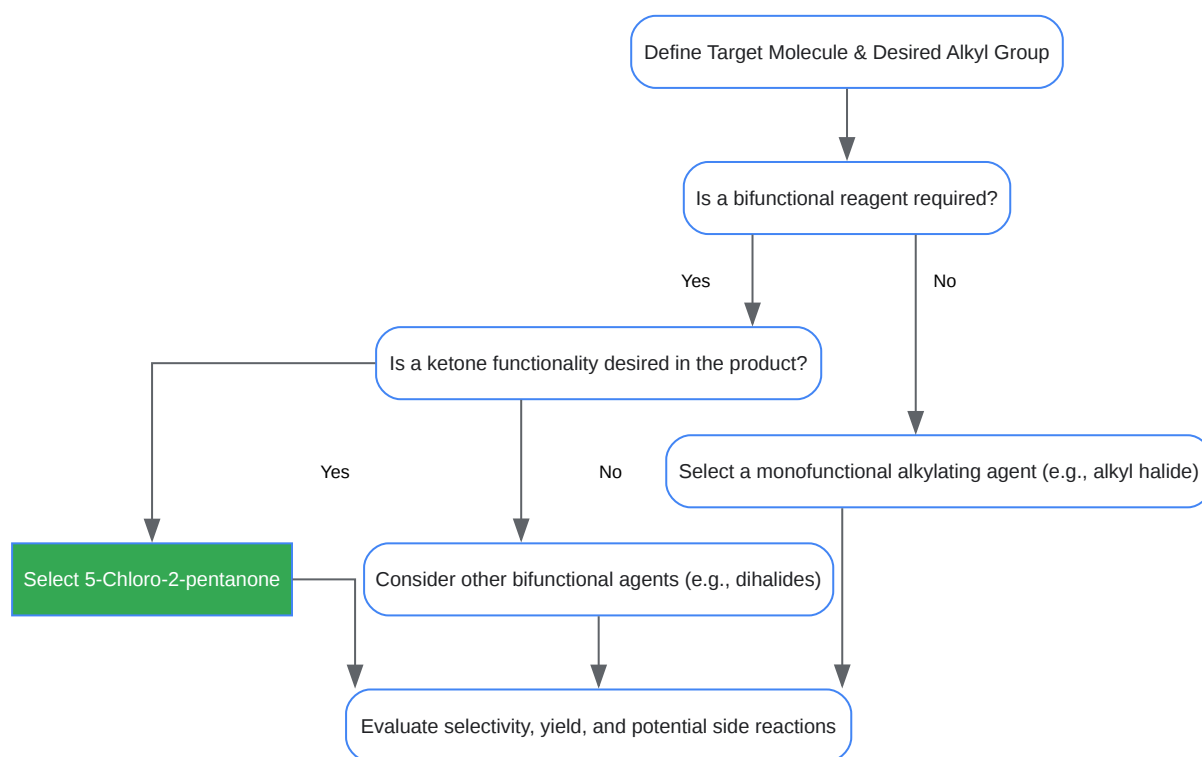 Define Target Molecule & Desired Alkyl Group
Is a bifunctional reagent required?
Yes
No
Is a ketone functionality desired in the product?
Yes
No
Select a monofunctional alkylating agent (e.g., alkyl halide)
Select 5-Chloro-2-pentanone
Consider other bifunctional agents (e.g., dihalides)
Evaluate selectivity, yield, and potential side reactions